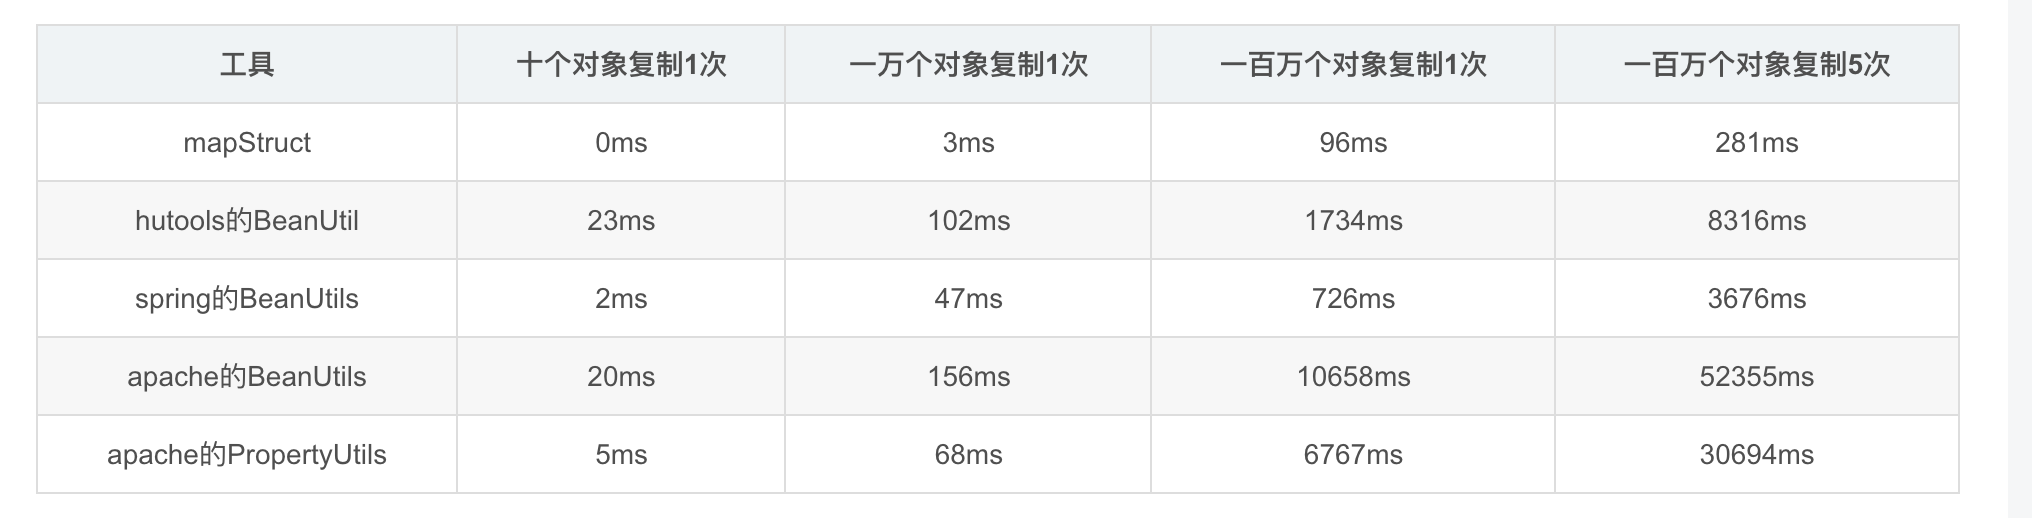 工具 十个对象复制1次 一万个对象复制1次 一百万个对象复制1次 一百万个对象复制5次
mapStruct 0ms 3ms 96ms 281ms
hutools的BeanUtil 23ms 102ms 1734ms 8316ms
spring的BeanUtils 2ms 47ms 726ms 3676ms
apache的BeanUtils 20ms 156ms 10658ms 52355ms
apache的PropertyUtils 5ms 68ms 6767ms 30694ms